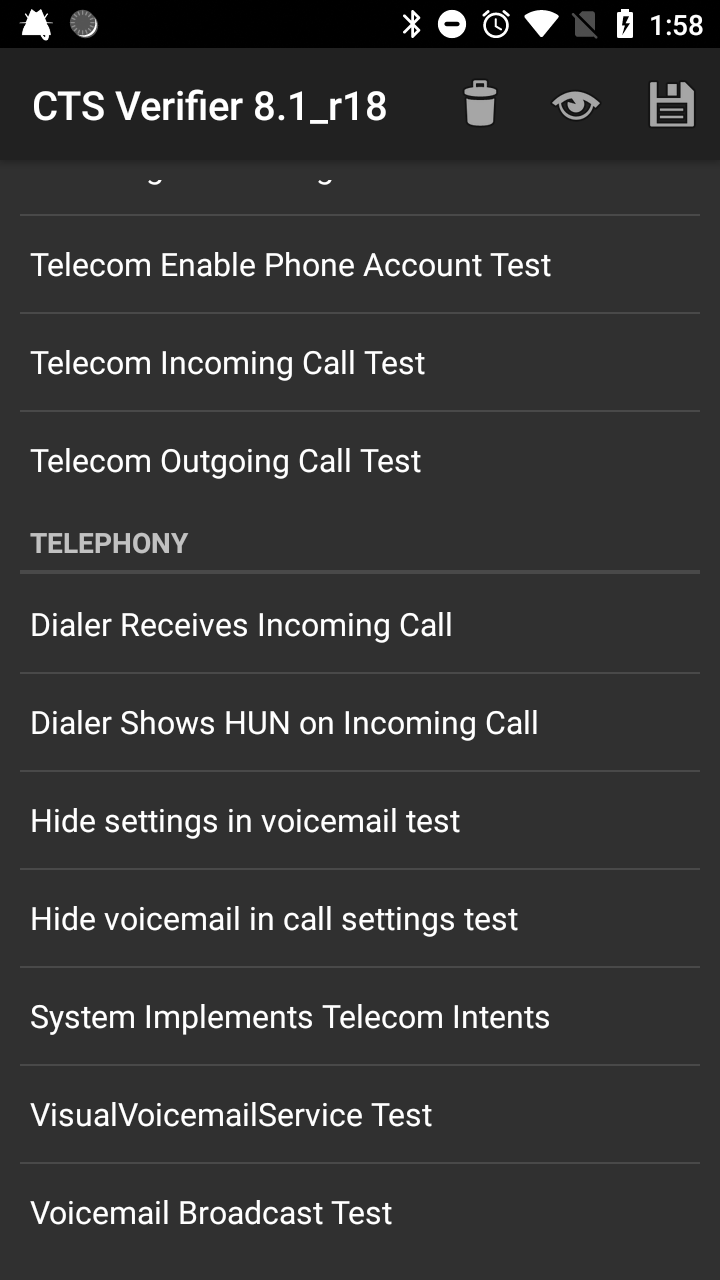 1:58
CTS Verifier 8.1_r18
Telecom Enable Phone Account Test
Telecom Incoming Call Test
Telecom Outgoing Call Test
TELEPHONY
Dialer Receives Incoming Call
Dialer Shows HUN on Incoming Call
Hide settings in voicemail test
Hide voicemail in call settings test
System Implements Telecom Intents
VisualVoicemailService Test
Voicemail Broadcast Test